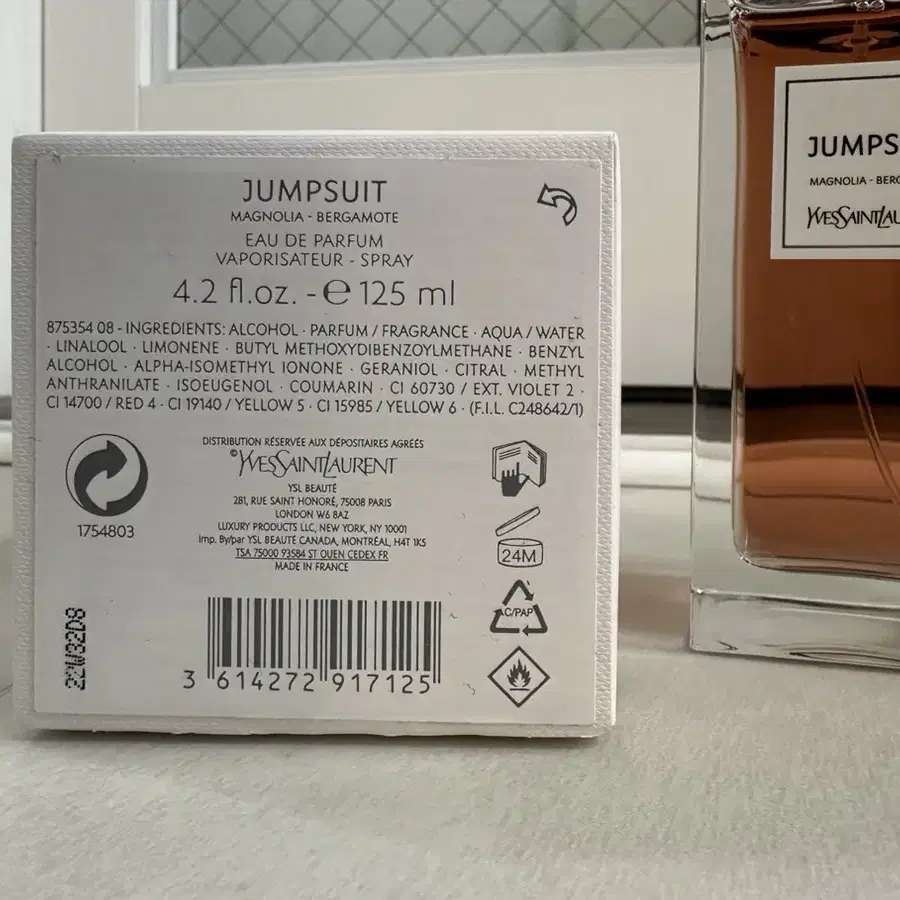 JUMPSUIT
MAGNOLIA - BERGAMOTE
EAU DE PARFUM
VAPORISATEUR - SPRAY
4.2 fl.oz. - ℮ 125 ml
875354 08 - INGREDIENTS: ALCOHOL · PARFUM / FRAGRANCE · AQUA / WATER
· LINALOOL · LIMONENE · BUTYL METHOXYDIBENZOYLMETHANE · BENZYL
ALCOHOL · ALPHA-ISOMETHYL IONONE · GERANIOL · CITRAL · METHYL
ANTHRANILATE · ISOEUGENOL · COUMARIN · CI 60730 / EXT. VIOLET 2 ·
CI 14700 / RED 4 · CI 19140 / YELLOW 5 · CI 15985 / YELLOW 6 · (F.I.L. C248642/1)
DISTRIBUTION RÉSERVÉE AUX DÉPOSITAIRES AGRÉÉS
©YVESSAINTLAURENT
YSL BEAUTÉ
281, RUE SAINT HONORÉ, 75008 PARIS
LONDON W6 8AZ
LUXURY PRODUCTS LLC, NEW YORK, NY 10001
Imp. By/par YSL BEAUTÉ CANADA, MONTRÉAL, H4T 1K5
TSA 75000 93584 ST OUEN CEDEX FR
MADE IN FRANCE
1754803
24M
C/PAP
22W32D8
3 614272 917125
JUMPS
MAGNOLIA - BERG
YVESSAINTLAU